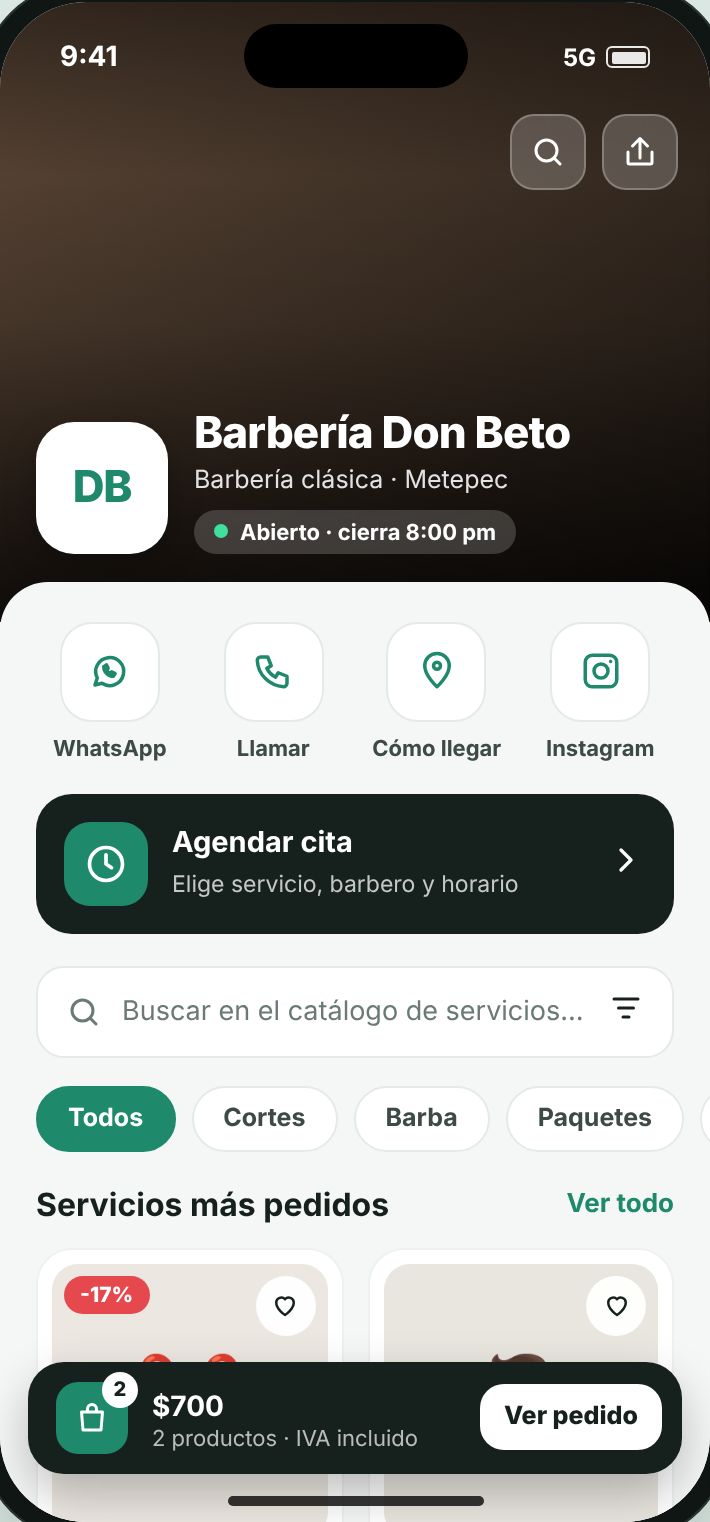 9:41
5G
DB
Barbería Don Beto
Barbería clásica · Metepec
Abierto · cierra 8:00 pm
WhatsApp
Llamar
Cómo llegar
Instagram
Agendar cita
Elige servicio, barbero y horario
Buscar en el catálogo de servicios...
Todos
Cortes
Barba
Paquetes
Servicios más pedidos
Ver todo
-17%
2
$700
2 productos · IVA incluido
Ver pedido